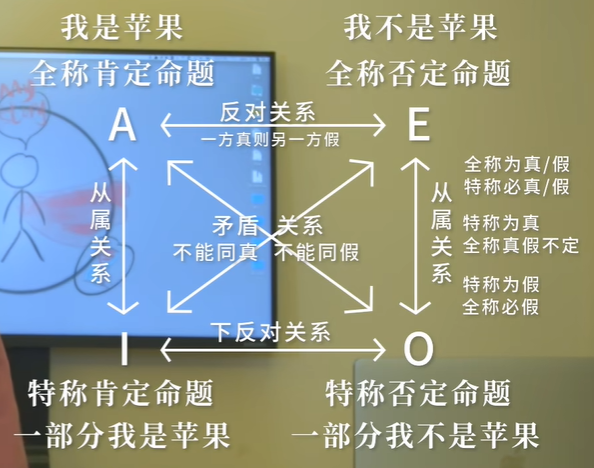 我是苹果
我不是苹果
全称肯定命题
全称否定命题
A
反对关系
E
一方真则另一方假
从属关系
矛盾 关系
不能同真 不能同假
从属关系
全称为真/假
特称必真/假
特称为真
全称真假不定
特称为假
全称必假
I
下反对关系
O
特称肯定命题
特称否定命题
一部分我是苹果
一部分我不是苹果